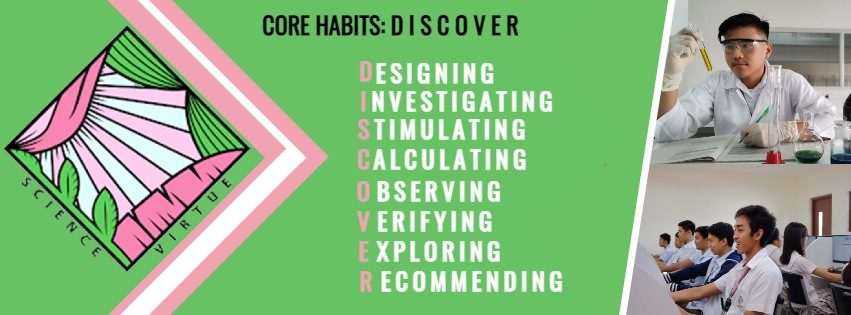 CORE HABITS: D I S C O V E R
DESIGNING
INVESTIGATING
STIMULATING
CALCULATING
OBSERVING
VERIFYING
EXPLORING
RECOMMENDING
SCIENCE
VIRTUE